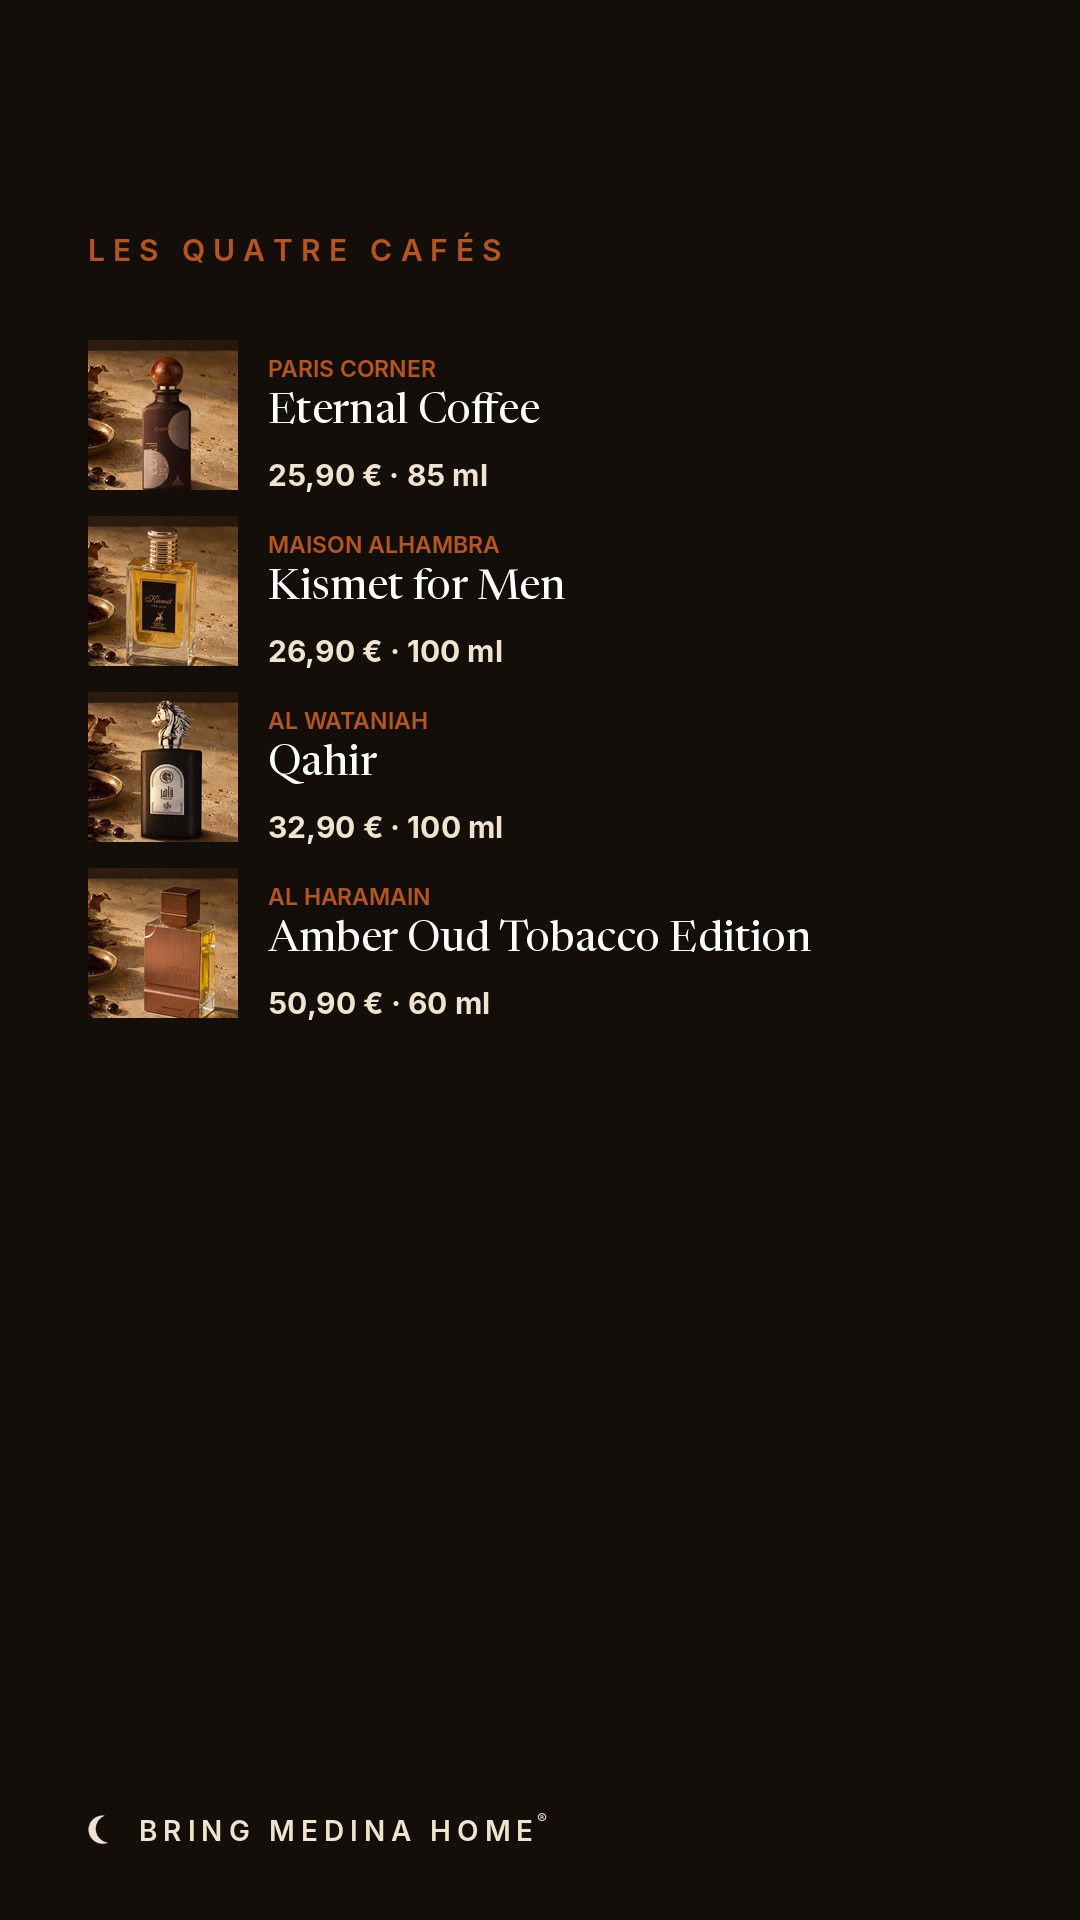 LES QUATRE CAFÉS
PARIS CORNER
Eternal Coffee
25,90 € · 85 ml
MAISON ALHAMBRA
Kismet for Men
26,90 € · 100 ml
Kismet
AL WATANIAH
Qahir
32,90 € · 100 ml
قاهر
AL HARAMAIN
Amber Oud Tobacco Edition
50,90 € · 60 ml
BRING MEDINA HOME®